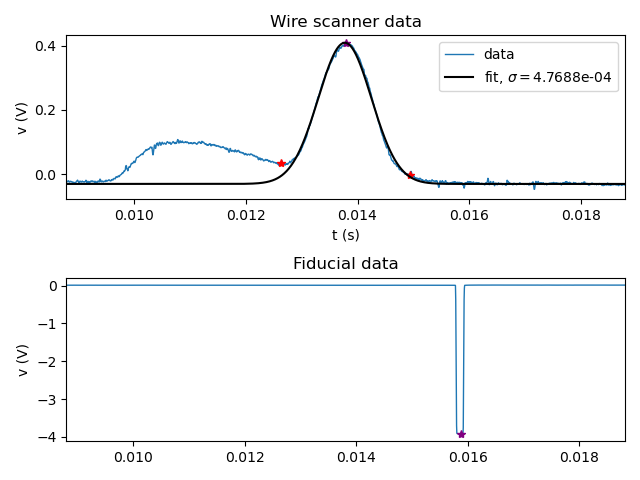 Wire scanner data
data
fit, σ = 4.7688e-04
0.4
0.2
0.0
v (V)
0.010 0.012 0.014 0.016 0.018
t (s)
Fiducial data
0
−1
−2
−3
−4
v (V)
0.010 0.012 0.014 0.016 0.018